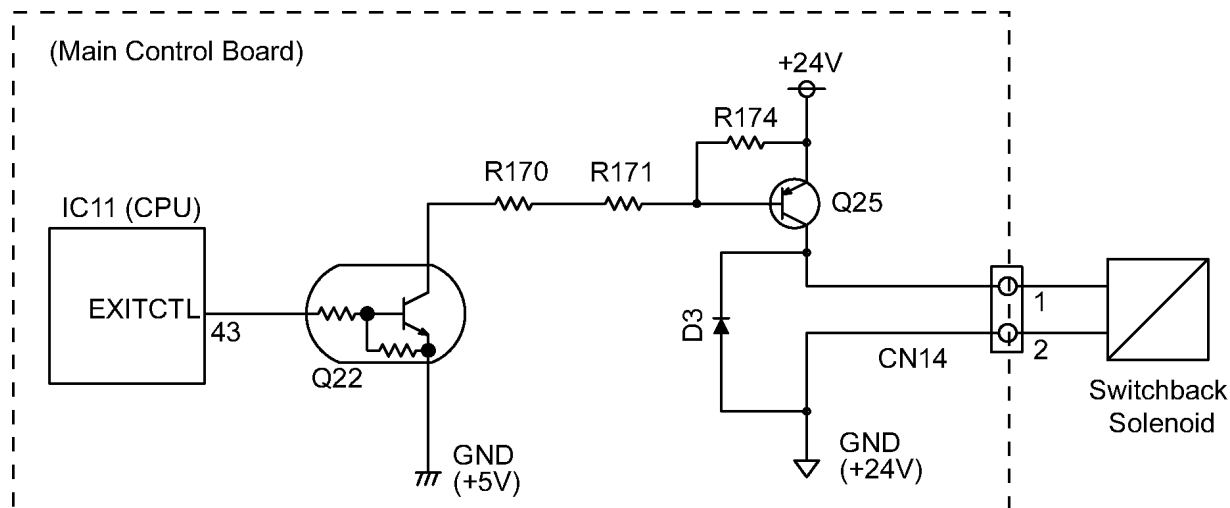 (Main Control Board)
+24V
R174
R170
R171
Q25
IC11 (CPU)
EXITCTL
43
Q22
D3
1
2
CN14
Switchback
Solenoid
GND
(+5V)
GND
(+24V)